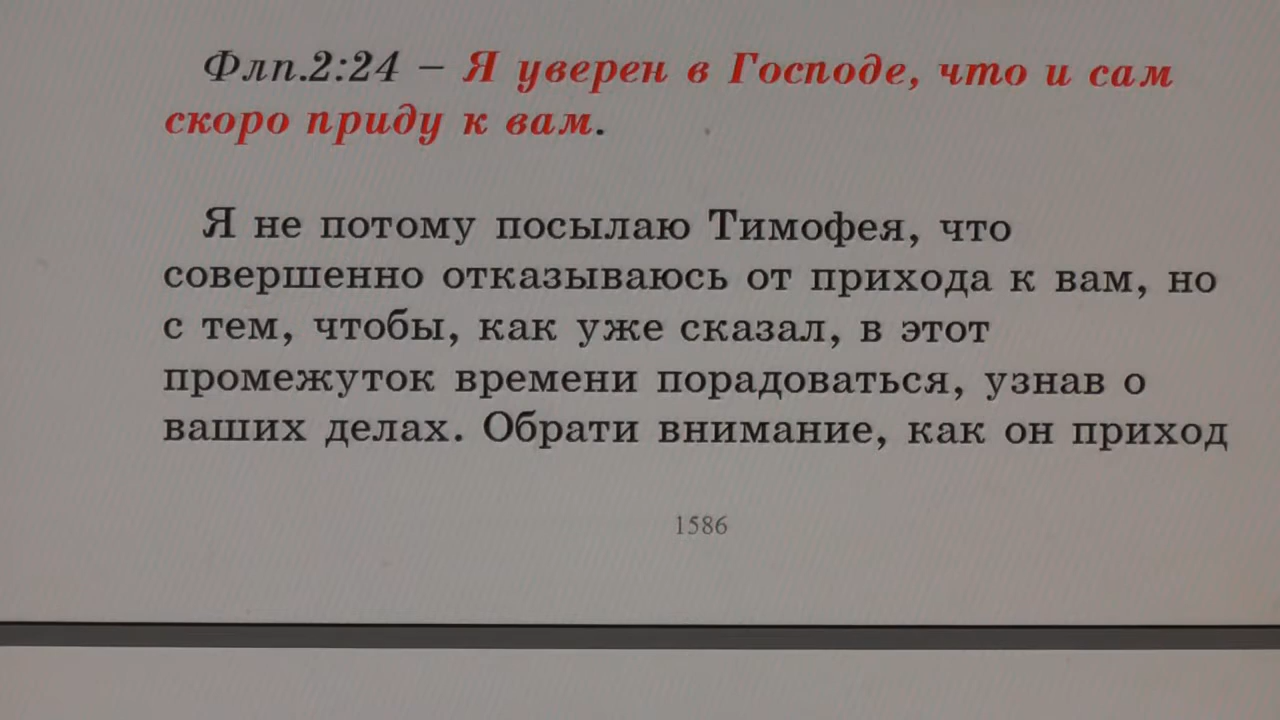 Флп.2:24 – Я уверен в Господе, что и сам
скоро приду к вам.
Я не потому посылаю Тимофея, что
совершенно отказываюсь от прихода к вам, но
с тем, чтобы, как уже сказал, в этот
промежуток времени порадоваться, узнав о
ваших делах. Обрати внимание, как он приход
1586